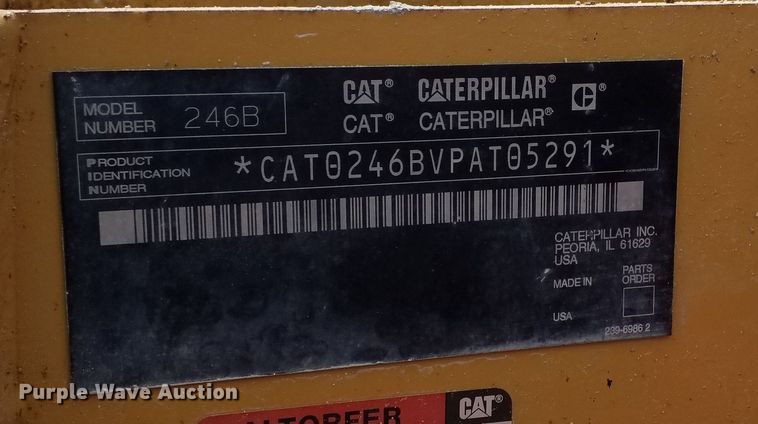 CAT® CATERPILLAR®
CAT® CATERPILLAR®
MODEL NUMBER 246B
PRODUCT IDENTIFICATION NUMBER *CAT0246BVPAT05291*
CATERPILLAR INC.
PEORIA, IL 61629
USA
MADE IN
USA
PARTS ORDER
239-6986 2
ALTORFER CAT
Purple Wave Auction